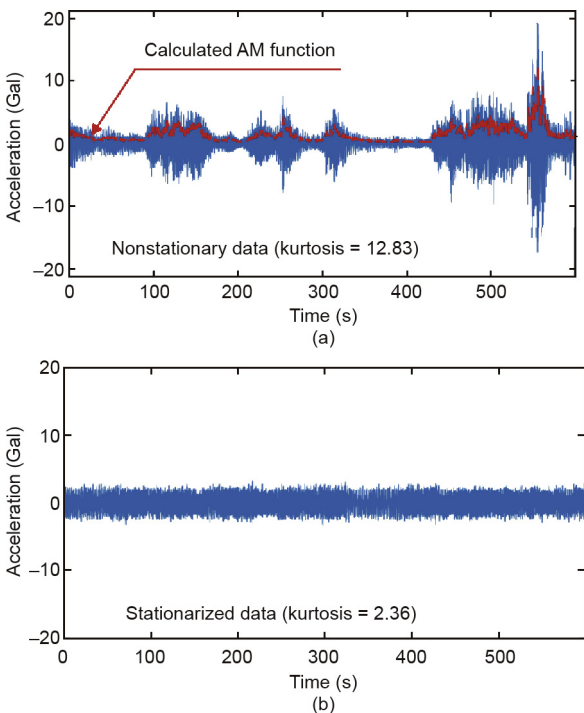 20
Calculated AM function
10
0
–10
–20
Acceleration (Gal)
Nonstationary data (kurtosis = 12.83)
0 100 200 300 400 500
Time (s)
(a)
20
10
0
–10
–20
Acceleration (Gal)
Stationarized data (kurtosis = 2.36)
0 100 200 300 400 500
Time (s)
(b)